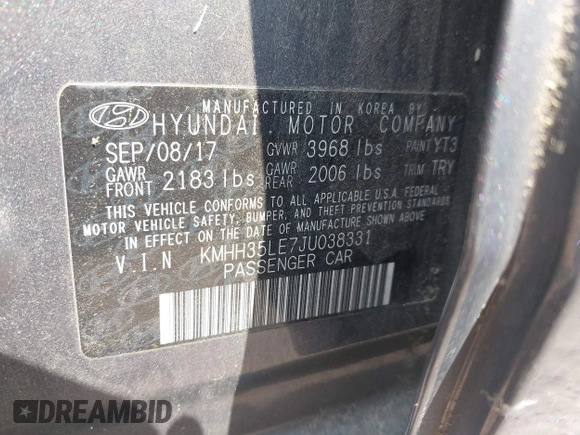 MANUFACTURED IN KOREA BY
HYUNDAI MOTOR COMPANY
SEP/08/17 GVWR 3968 lbs PAINT YT3
GAWR FRONT 2183 lbs GAWR REAR 2006 lbs TRIM TRY
THIS VEHICLE CONFORMS TO ALL APPLICABLE U.S.A. FEDERAL
MOTOR VEHICLE SAFETY, BUMPER, AND THEFT PREVENTION STANDARDS
IN EFFECT ON THE DATE OF MANUFACTURE SHOWN ABOVE
V.I.N KMHH35LE7JU038331
PASSENGER CAR
DREAMBID